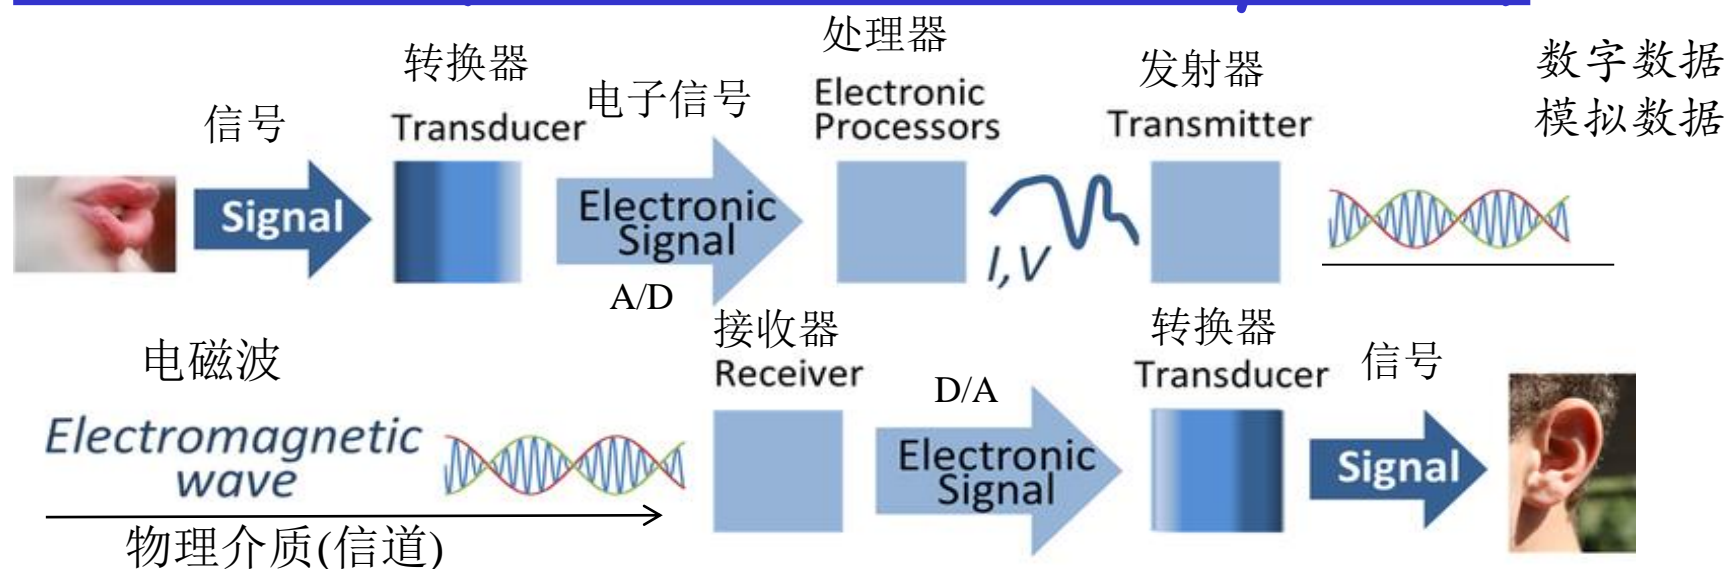 处理器
转换器
发射器
数字数据
模拟数据
信号
电子信号
Electronic
Processors
Transducer
Transmitter
Signal
Electronic
Signal
I,V
A/D
电磁波
接收器
转换器
信号
Receiver
D/A
Transducer
Electromagnetic
wave
Electronic
Signal
Signal
物理介质(信道)